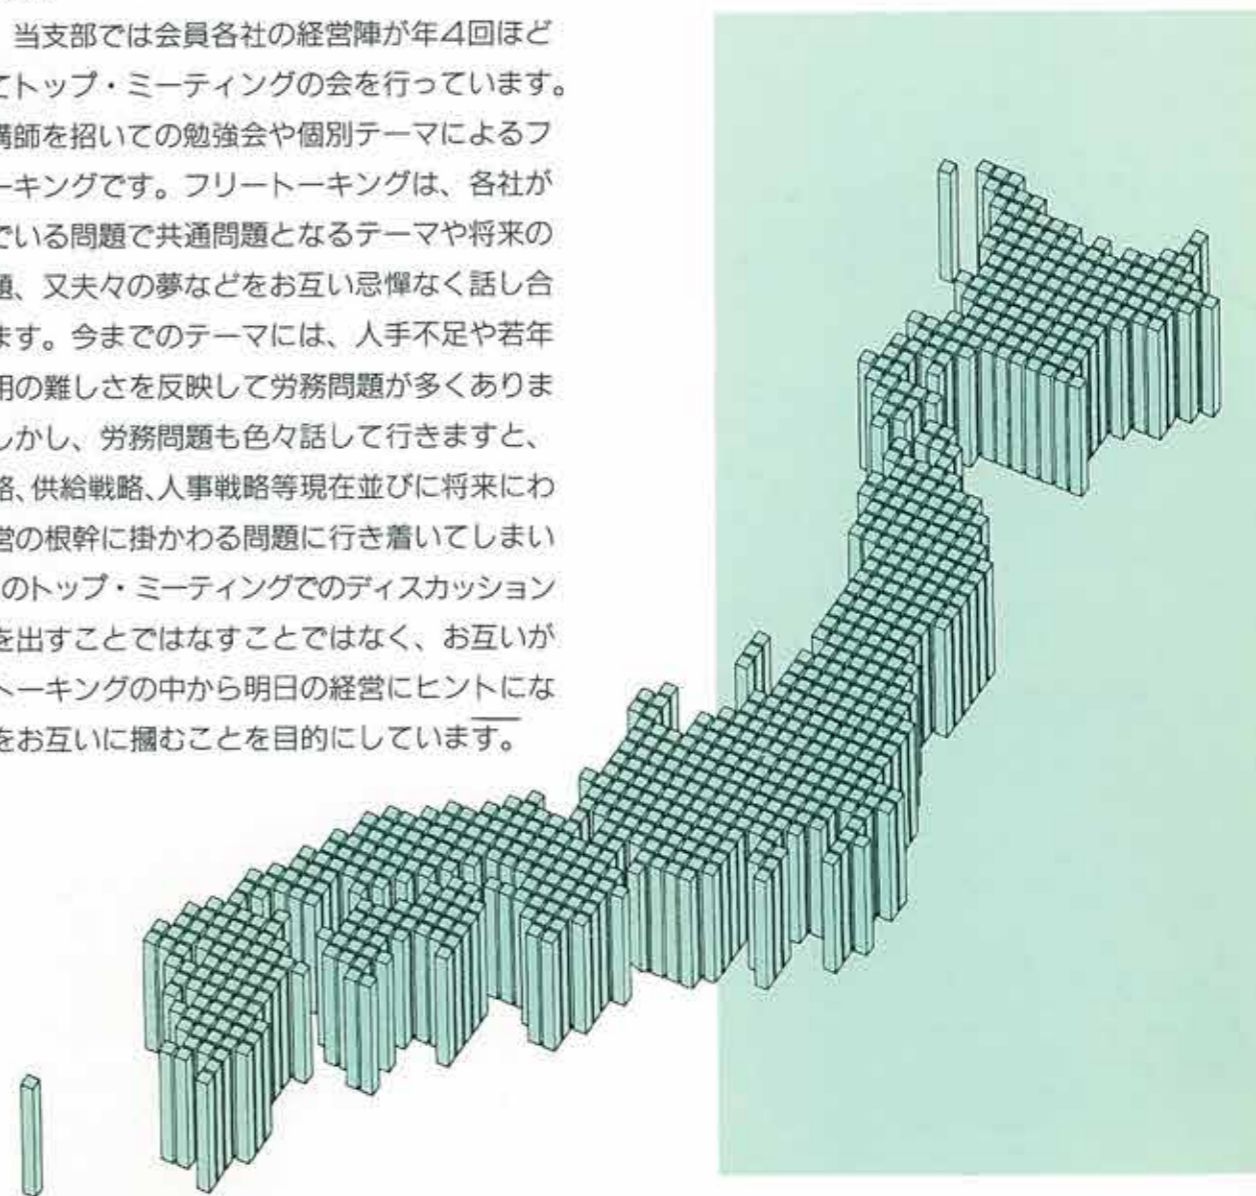 当支部では会員各社の経営陣が年4回ほど
てトップ・ミーティングの会を行っています。
講師を招いての勉強会や個別テーマによるフ
ーキングです。フリートーキングは、各社が
でいる問題で共通問題となるテーマや将来の
題、又夫々の夢などをお互い忌憚なく話し合
ます。今までのテーマには、人手不足や若年
用の難しさを反映して労務問題が多くありま
しかし、労務問題も色々話して行きますと、
略、供給戦略、人事戦略等現在並びに将来にわ
営の根幹に掛かわる問題に行き着いてしまい
のトップ・ミーティングでのディスカッション
を出すことではなすことではなく、お互いが
トーキングの中から明日の経営にヒントにな
をお互いに摑むことを目的にしています。